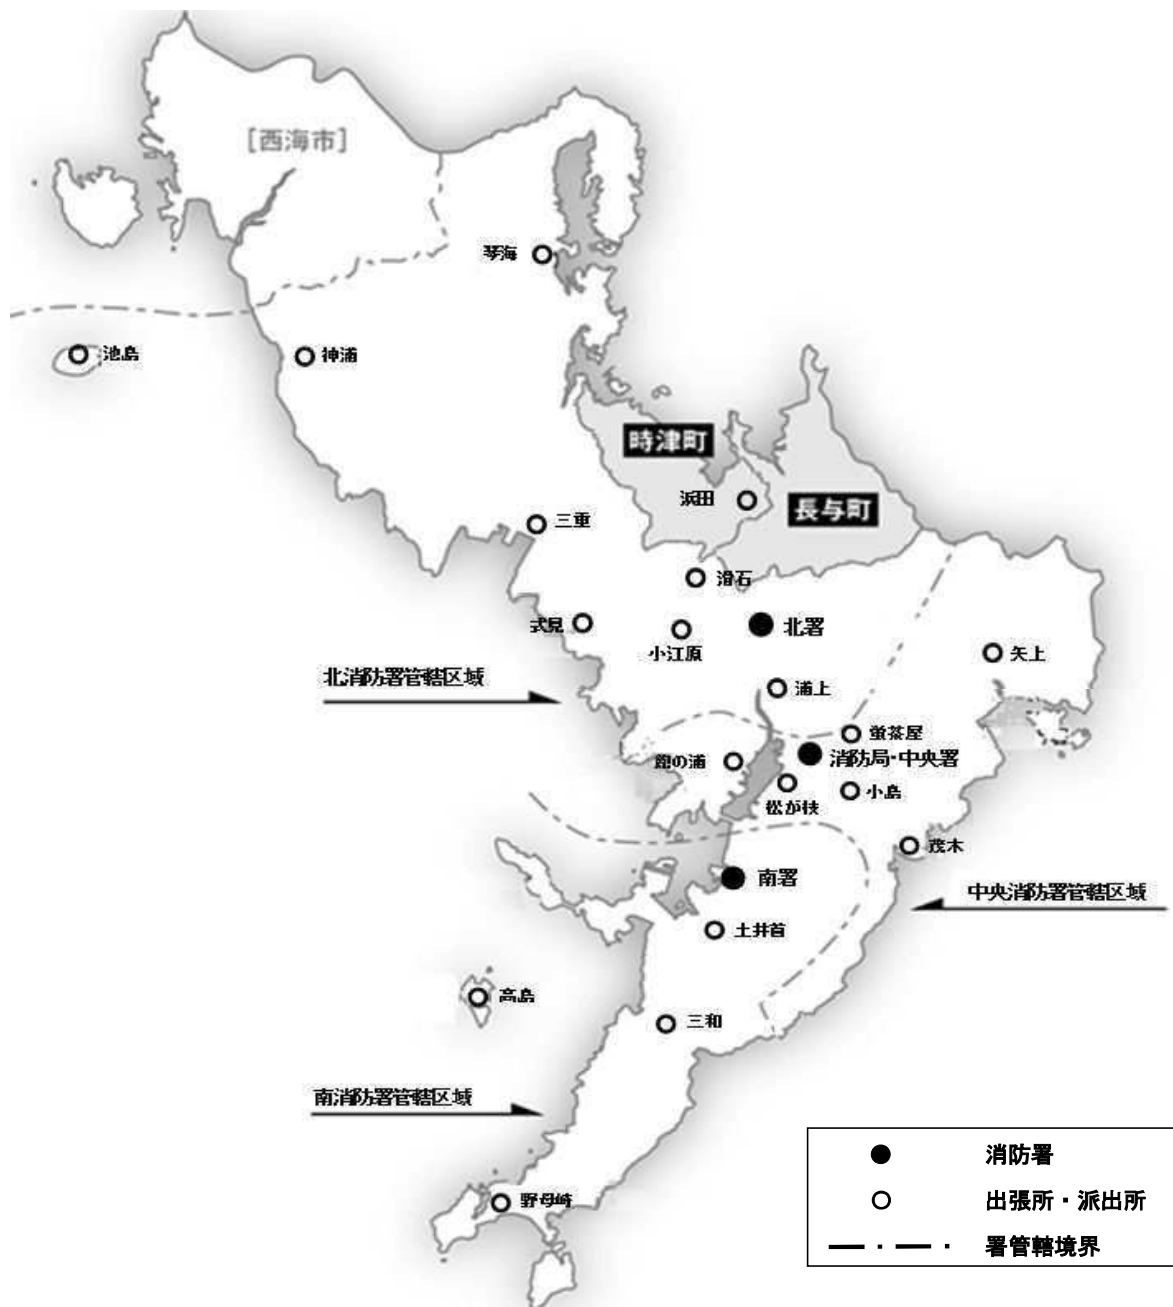 [西海市]
琴海
池島
神浦
時津町
浜田
長与町
三重
滑石
式見
小江原
北署
矢上
北消防署管轄区域
浦上
蛍茶屋
飽の浦
消防局・中央署
松が枝
小島
茂木
南署
中央消防署管轄区域
土井首
高島
三和
南消防署管轄区域
野母崎
消防署
出張所・派出所
署管轄境界